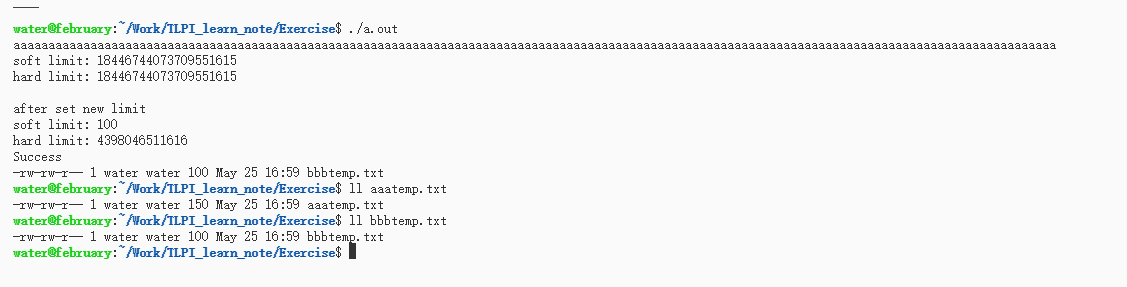 water@february:~/Work/TLPI_learn_note/Exercise$ ./a.out
aaaaaaaaaaaaaaaaaaaaaaaaaaaaaaaaaaaaaaaaaaaaaaaaaaaaaaaaaaaaaaaaaaaaaaaaaaaaaaaaaaaaaaaaaaaaaaaaaaaaaaaaaaaaaaaaaaaaaaaaaaaaaaaaaaaaaaaaaaaaaaaaaaaaaa
soft limit: 18446744073709551615
hard limit: 18446744073709551615
after set new limit
soft limit: 100
hard limit: 4398046511616
Success
-rw-rw-r-- 1 water water 100 May 25 16:59 bbbtemp.txt
water@february:~/Work/TLPI_learn_note/Exercise$ ll aaatemp.txt
-rw-rw-r-- 1 water water 150 May 25 16:59 aaatemp.txt
water@february:~/Work/TLPI_learn_note/Exercise$ ll bbbtemp.txt
-rw-rw-r-- 1 water water 100 May 25 16:59 bbbtemp.txt
water@february:~/Work/TLPI_learn_note/Exercise$